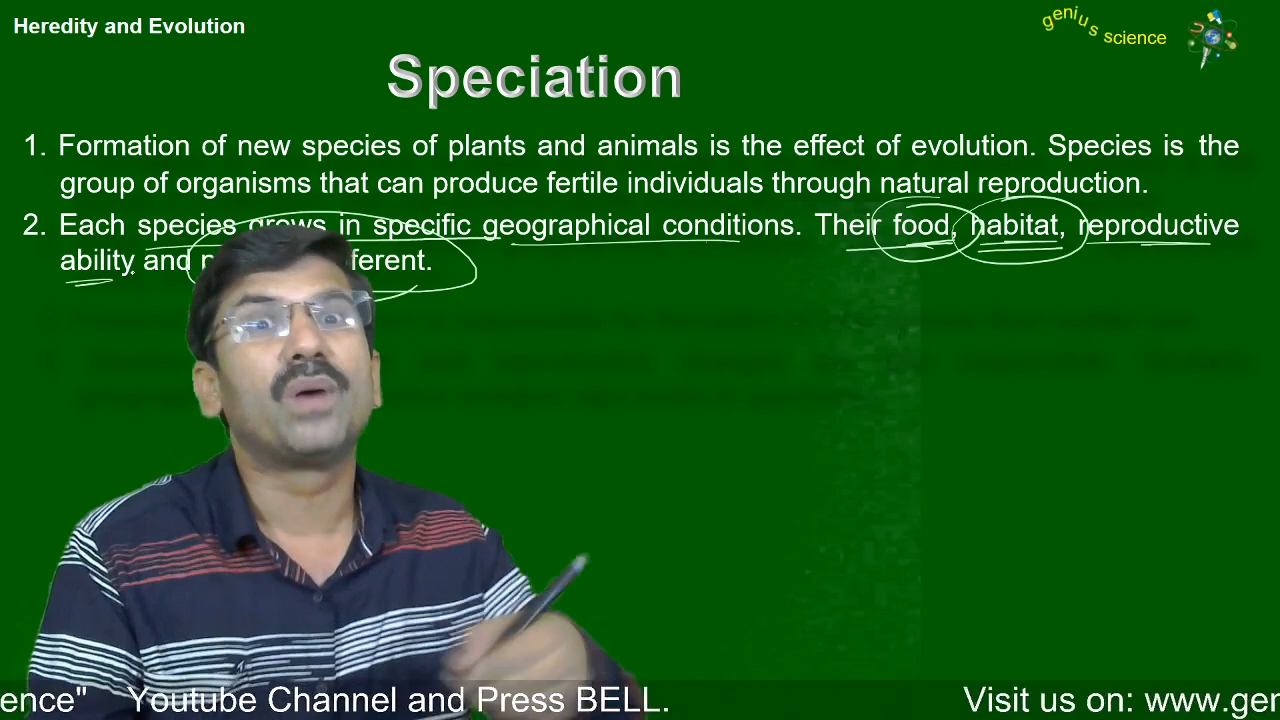 Heredity and Evolution
genius science
Speciation
1. Formation of new species of plants and animals is the effect of evolution. Species is the
group of organisms that can produce fertile individuals through natural reproduction.
2. Each species grows in specific geographical conditions. Their food, habitat, reproductive
ability and ferent.
ence" Youtube Channel and Press BELL. Visit us on: www.ger